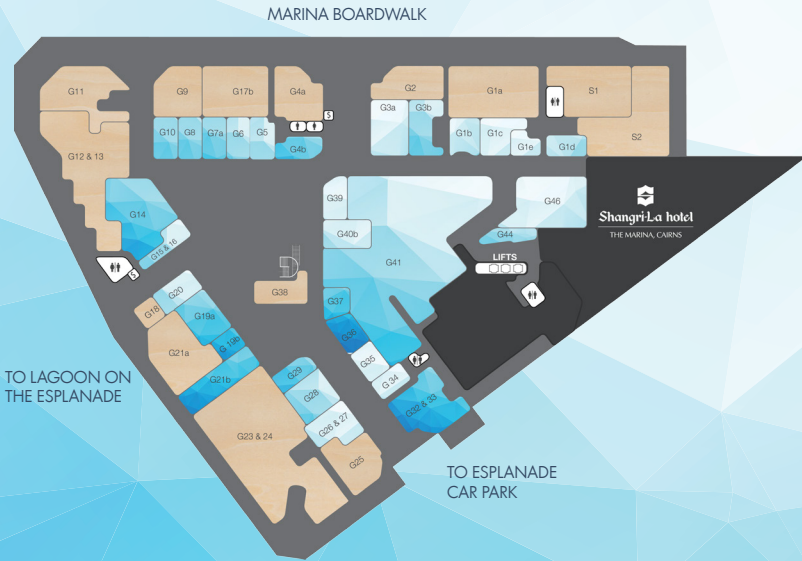 MARINA BOARDWALK
G11
G9
G17b
G4a
G2
G1a
S1
S2
$
G3a
G3b
G10
G8
G7a
G6
G5
G4b
G1b
G1c
G1e
G1d
G12 & 13
G14
G15 & 16
$
G39
G40b
G41
G46
G44
Shangri-La hotel
THE MARINA, CAIRNS
LIFTS
G20
G18
G19a
G 19b
G21a
G21b
G38
G37
G36
G35
G 34
G32 & 33
G29
G28
G26 & 27
G25
G23 & 24
TO LAGOON ON
THE ESPLANADE
TO ESPLANADE
CAR PARK